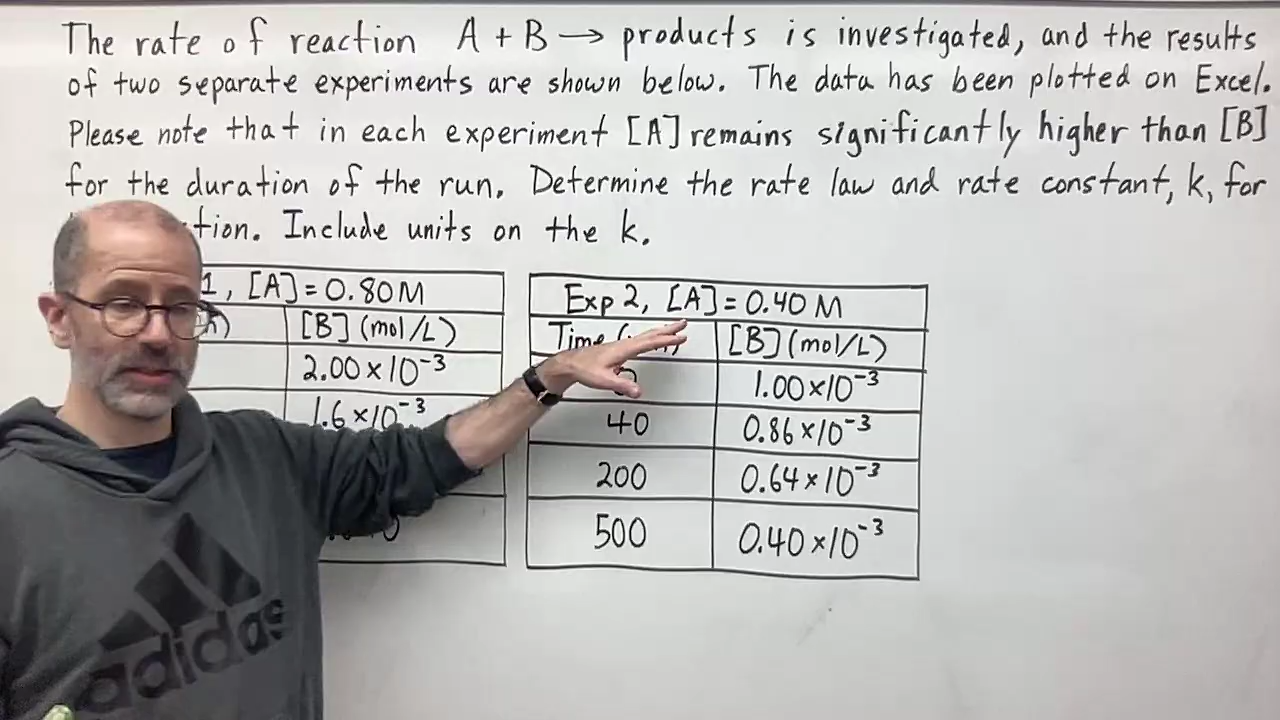 The rate of reaction A + B → products is investigated, and the results
of two separate experiments are shown below. The data has been plotted on Excel.
Please note that in each experiment [A] remains significantly higher than [B]
for the duration of the run. Determine the rate law and rate constant, k, for
tion. Include units on the k.
1, [A] = 0.80 M
[B] (mol/L)
2.00 × 10⁻³
1.6 × 10⁻³
Exp 2, [A] = 0.40 M
Time [B] (mol/L)
1.00 × 10⁻³
40 0.86 × 10⁻³
200 0.64 × 10⁻³
500 0.40 × 10⁻³
adidas